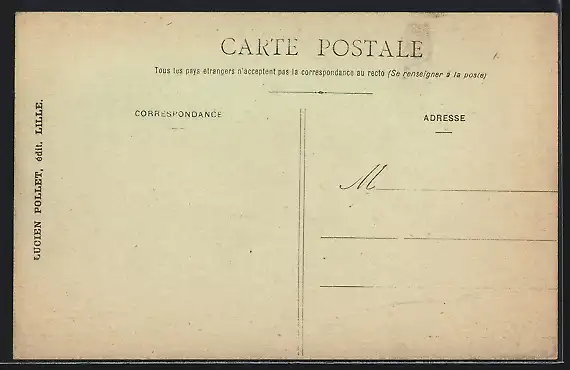 CARTE POSTALE
Tous les pays étrangers n'acceptent pas la correspondance au recto (Se renseigner à la poste)
CORRESPONDANCE
ADRESSE
M
LUCIEN POLLET, édit. LILLE.